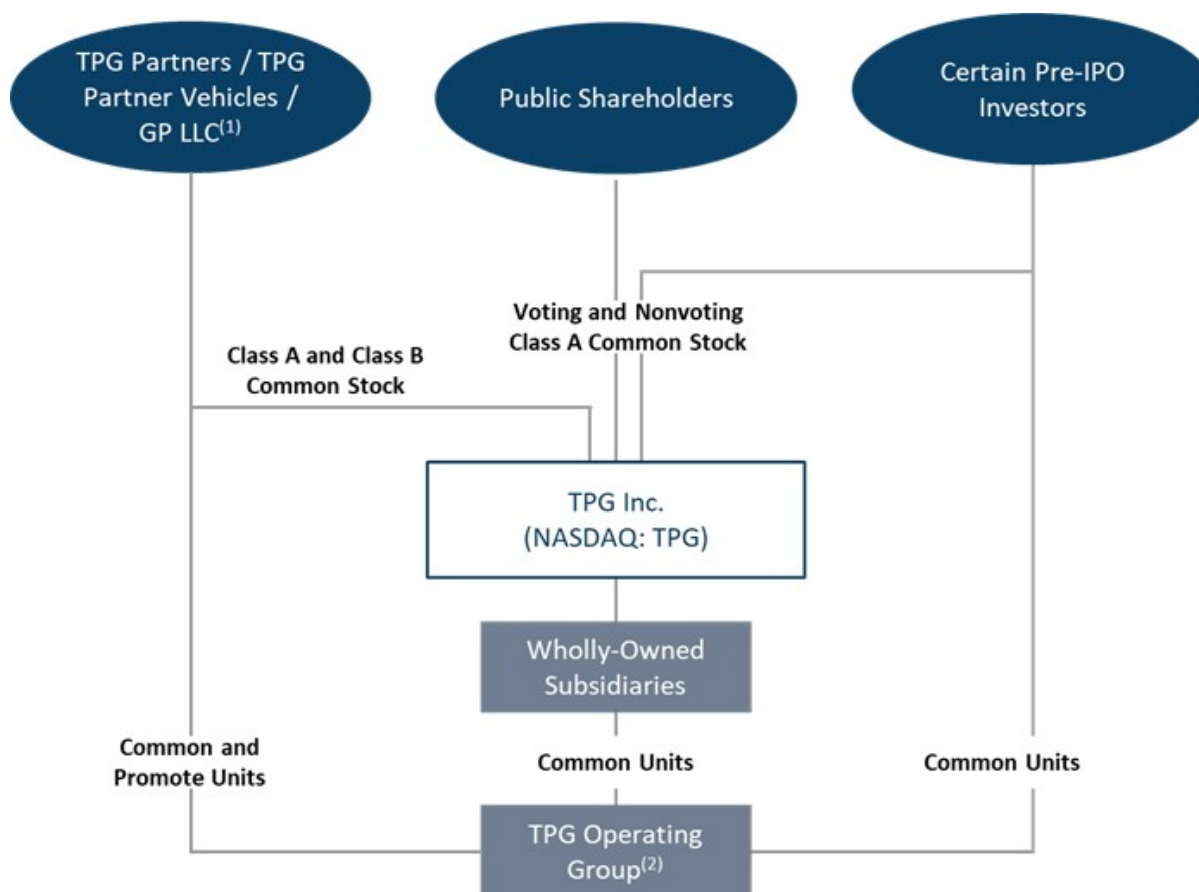 TPG Partners / TPG
Partner Vehicles /
GP LLC(1)
Public Shareholders
Certain Pre-IPO
Investors
Voting and Nonvoting
Class A Common Stock
Class A and Class B
Common Stock
TPG Inc.
(NASDAQ: TPG)
Wholly-Owned
Subsidiaries
Common and
Promote Units
Common Units
Common Units
TPG Operating
Group(2)